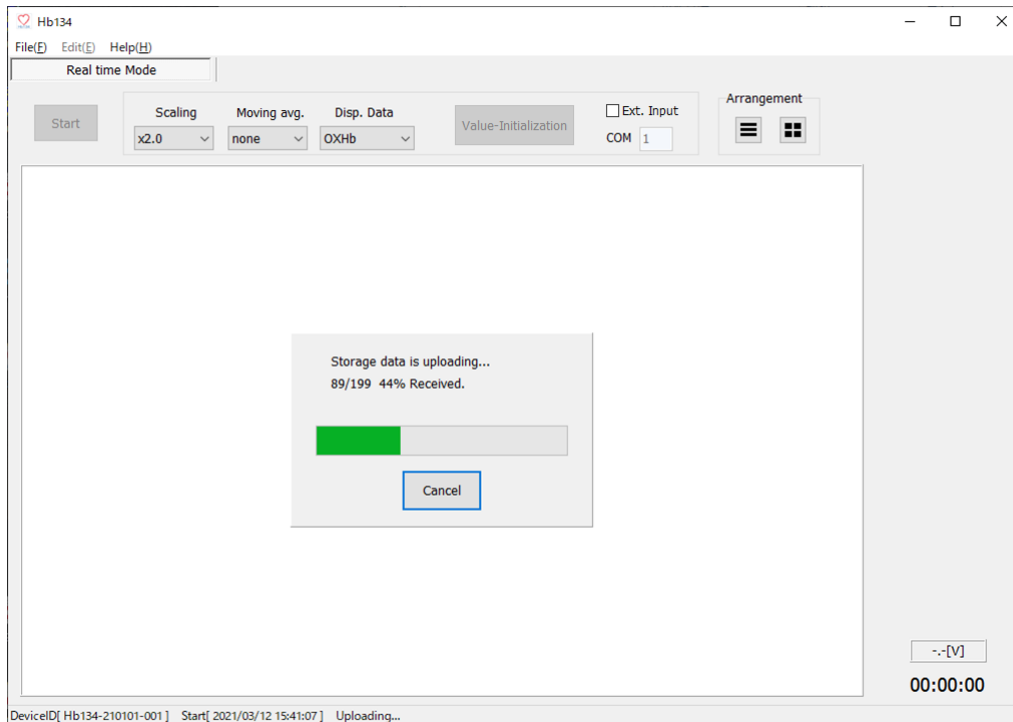 Hb134
File(F) Edit(E) Help(H)
Real time Mode
Start
Scaling
x2.0
Moving avg.
none
Disp. Data
OXHb
Value-Initialization
Ext. Input
COM 1
Arrangement
Storage data is uploading...
89/199 44% Received.
Cancel
-.-[V]
00:00:00
DeviceID[ Hb134-210101-001 ] Start[ 2021/03/12 15:41:07 ] Uploading...